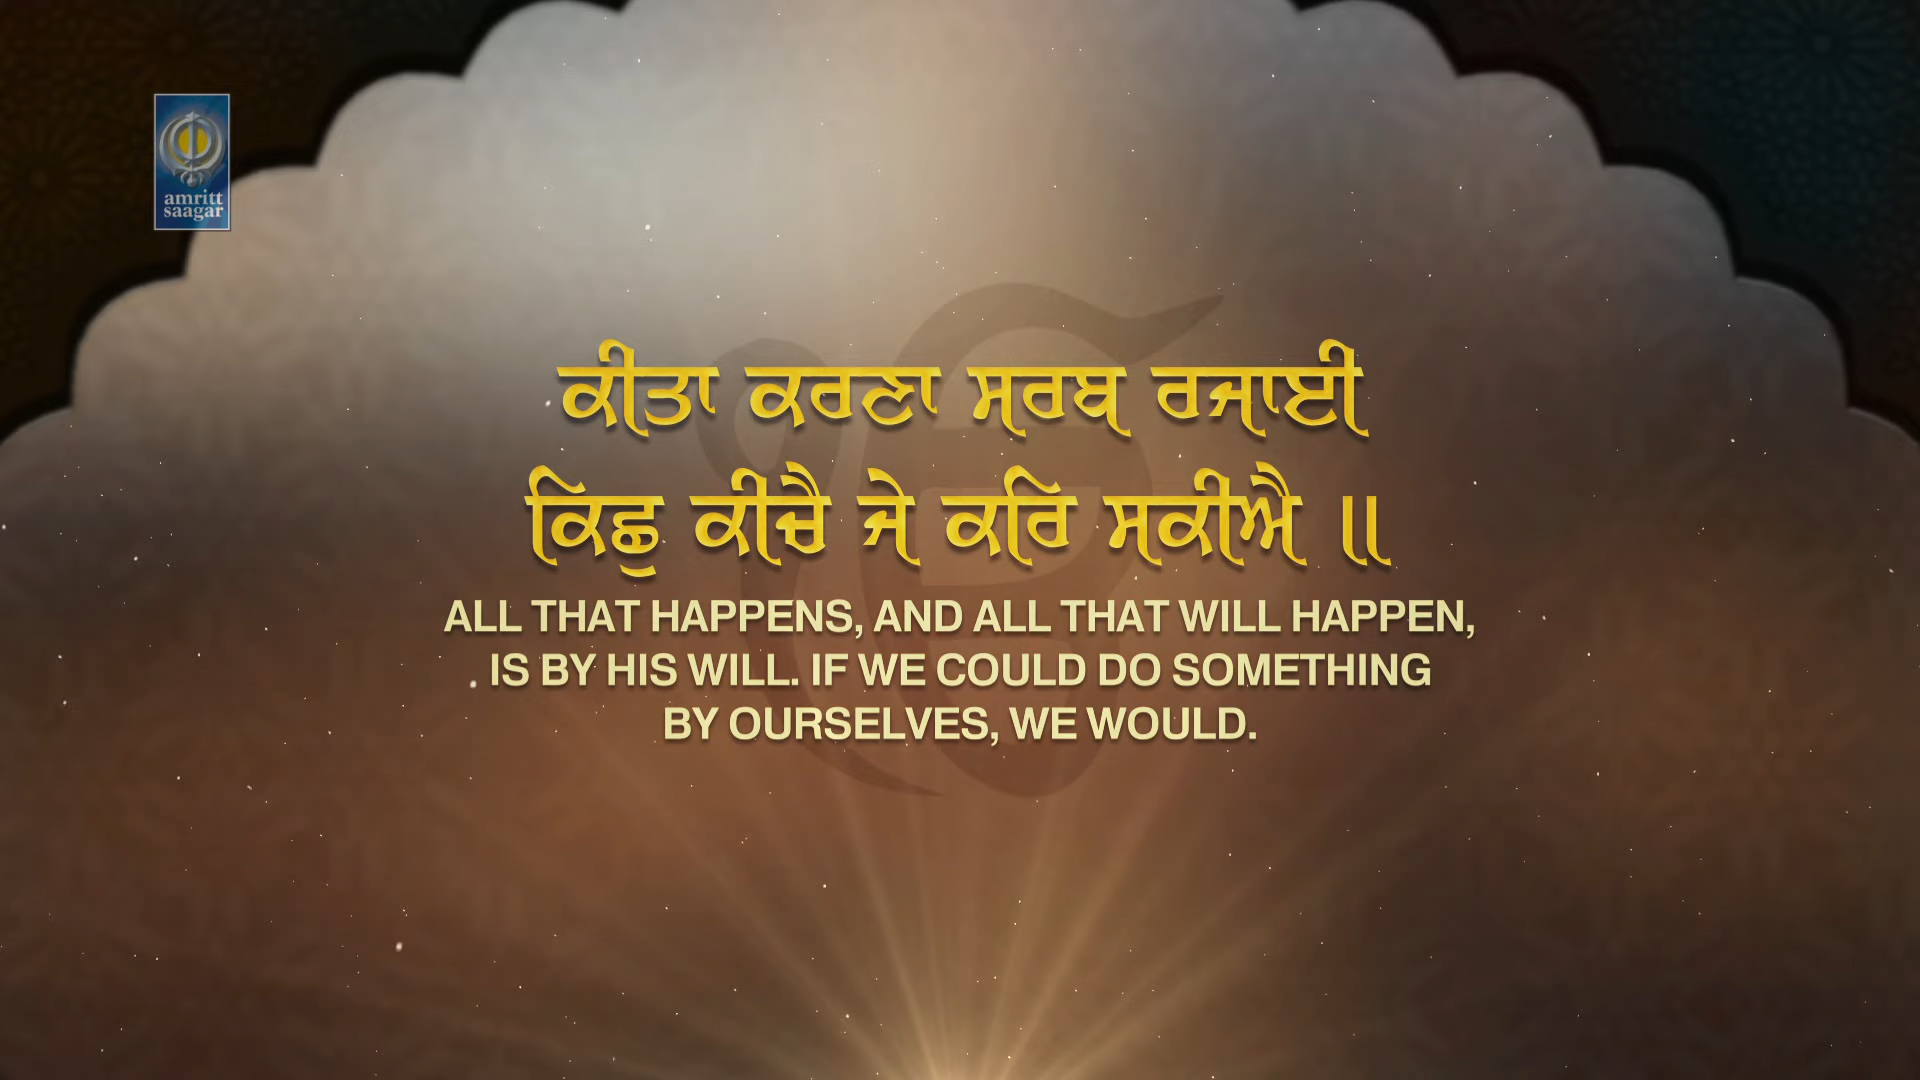 amritt
saagar
ਕੀਤਾ ਕਰਣਾ ਸਰਬ ਰਜਾਈ
ਕਿਛੁ ਕੀਚੈ ਜੇ ਕਰਿ ਸਕੀਐ ॥
ALL THAT HAPPENS, AND ALL THAT WILL HAPPEN,
IS BY HIS WILL. IF WE COULD DO SOMETHING
BY OURSELVES, WE WOULD.